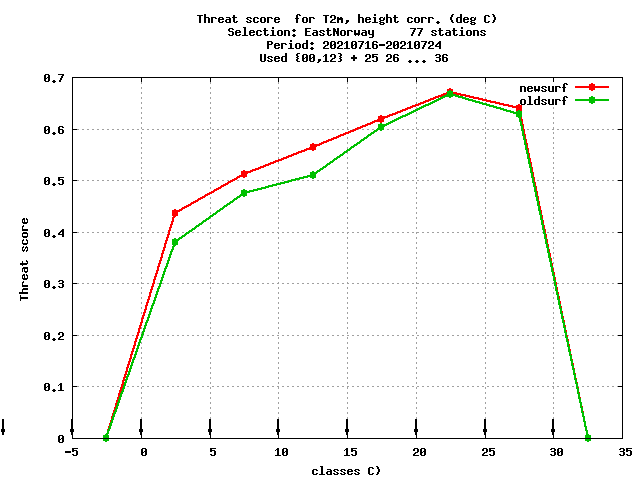 Threat score for T2m, height corr. (deg C)
Selection: EastNorway 77 stations
Period: 20210716-20210724
Used {00,12} + 25 26 ... 36
newsurf
oldsurf
0.7
0.6
0.5
0.4
0.3
0.2
0.1
0
Threat score
-5 0 5 10 15 20 25 30 35
classes C)